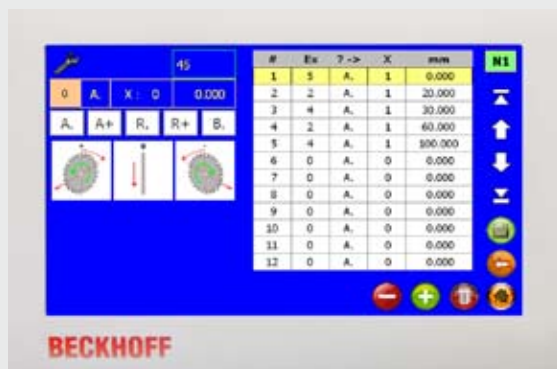 45
# Ex ? -> X mm N1
0 A. X: 0 0.000
A. A+ R. R+ B.
1 5 A. 1 0.000
2 2 A. 1 20.000
3 4 A. 1 30.000
4 2 A. 1 60.000
5 4 A. 1 100.000
6 0 A. 0 0.000
7 0 A. 0 0.000
8 0 A. 0 0.000
9 0 A. 0 0.000
10 0 A. 0 0.000
11 0 A. 0 0.000
12 0 A. 0 0.000
BECKHOFF